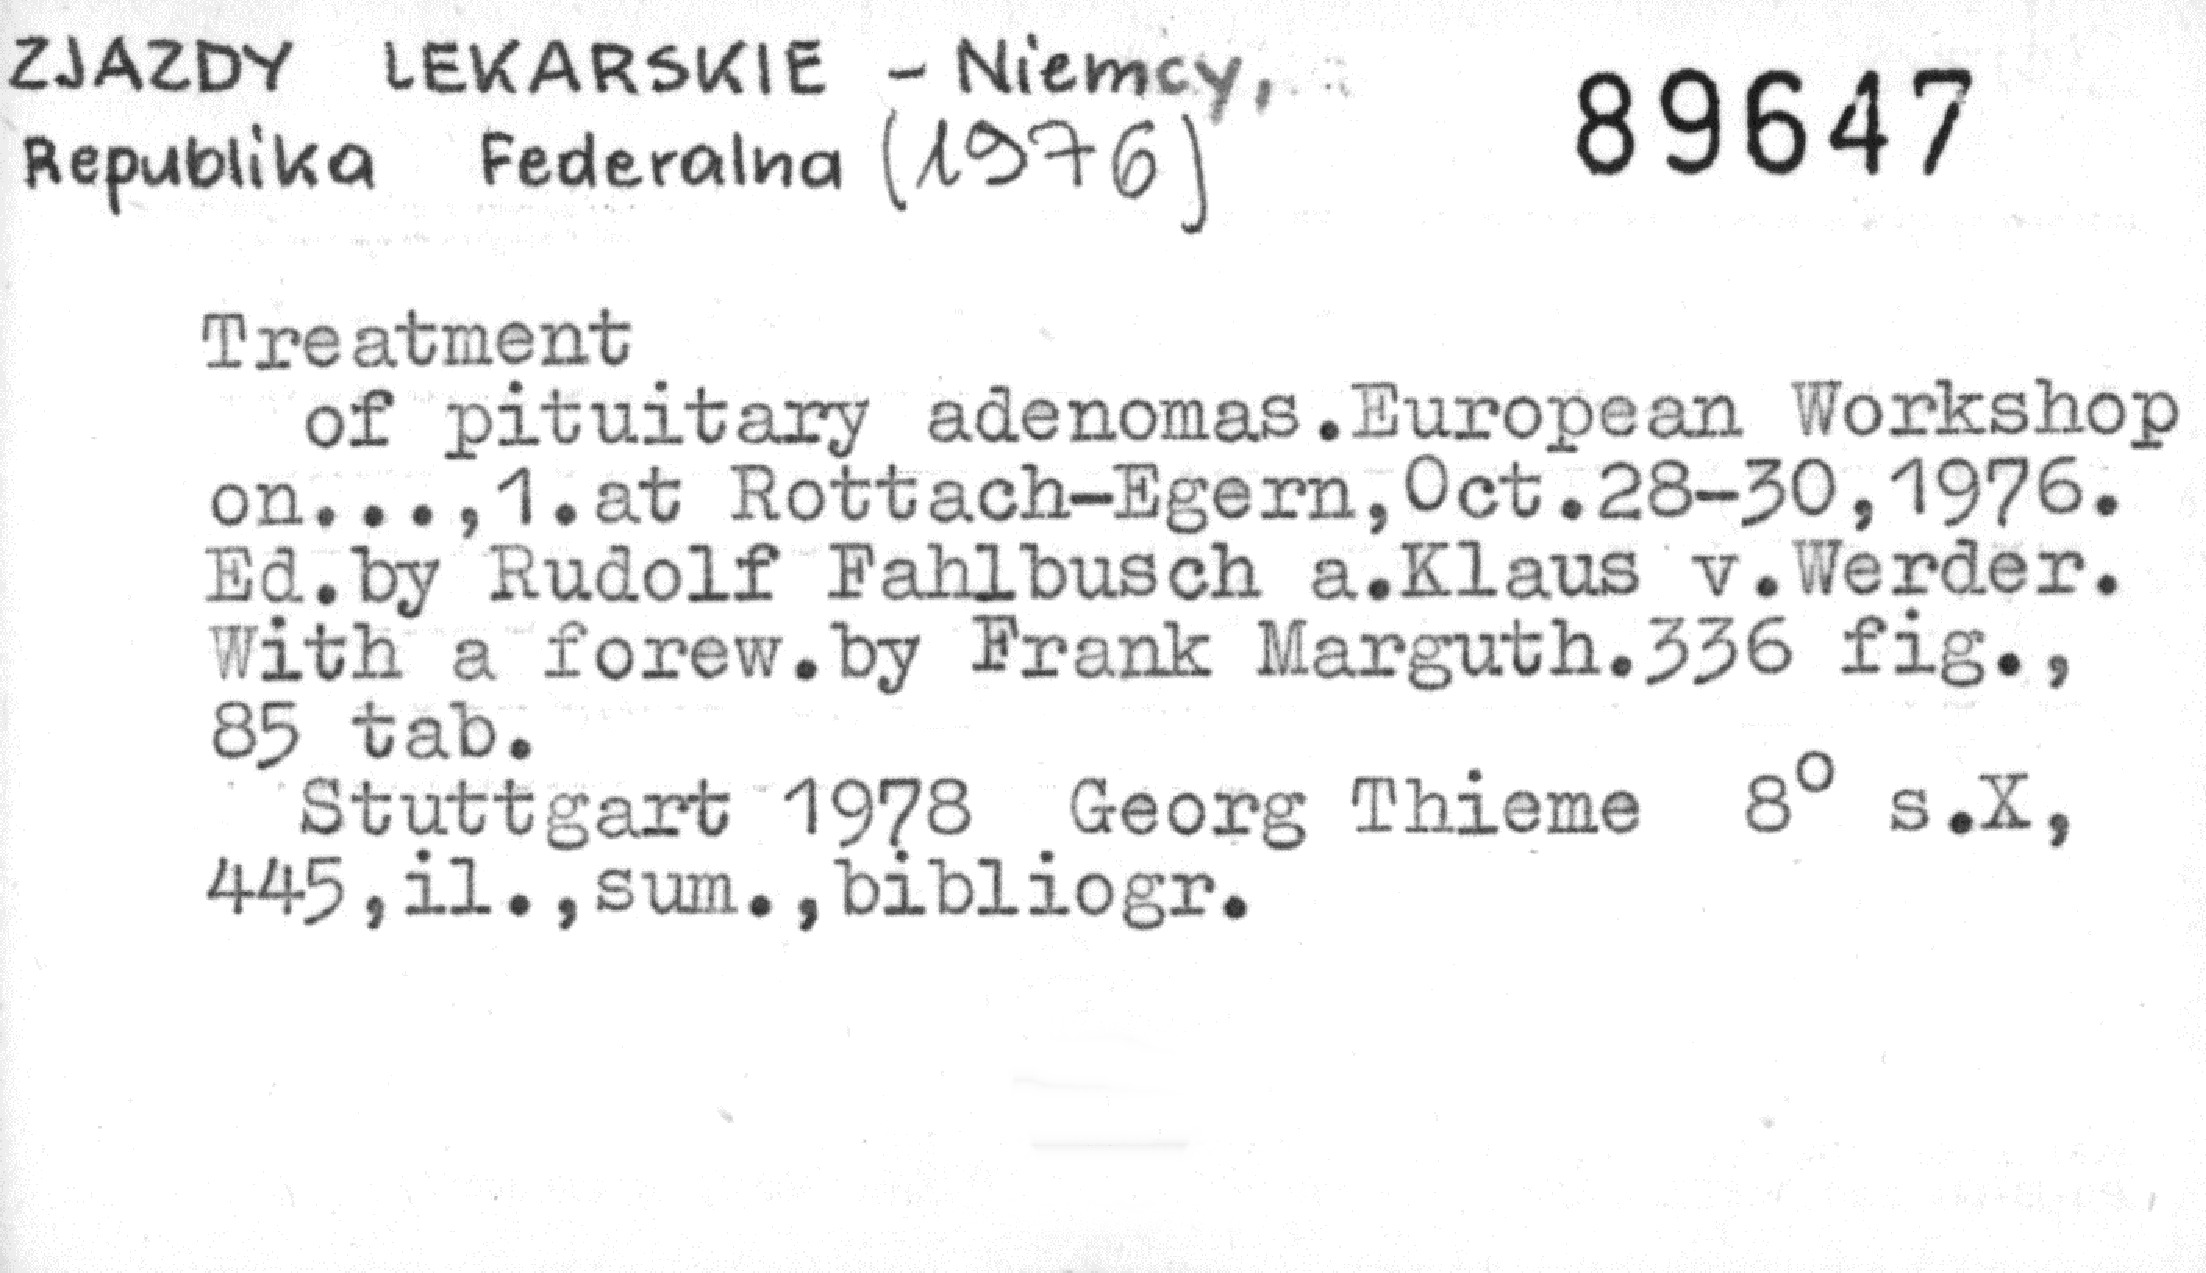 ZJAZDY LEKARSKIE - Niemcy,
Republika Federalna (1976)
89647
Treatment
of pituitary adenomas.European Workshop
on...,1.at Rottach-Egern,Oct.28-30,1976.
Ed.by Rudolf Fahlbusch a.Klaus v.Werder.
With a forew.by Frank Marguth.336 fig.,
85 tab.
Stuttgart 1978 Georg Thieme 8° s.X,
445,il.,sum.,bibliogr.